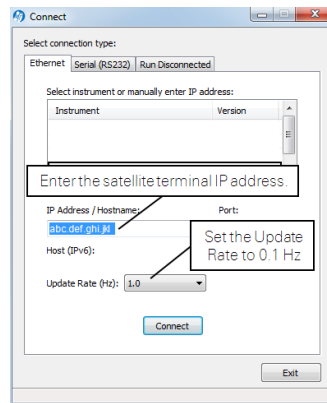 Connect
Select connection type:
Ethernet Serial (RS232) Run Disconnected
Select instrument or manually enter IP address:
Instrument Version
Enter the satellite terminal IP address.
IP Address / Hostname: Port:
abc.def.ghi.jkl
Set the Update
Rate to 0.1 Hz
Host (IPv6):
Update Rate (Hz): 1.0
Connect
Exit